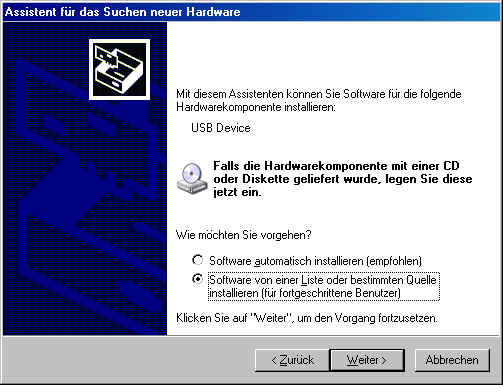 Assistent für das Suchen neuer Hardware
Mit diesem Assistenten können Sie Software für die folgende
Hardwarekomponente installieren:
USB Device
Falls die Hardwarekomponente mit einer CD
oder Diskette geliefert wurde, legen Sie diese
jetzt ein.
Wie möchten Sie vorgehen?
Software automatisch installieren (empfohlen)
Software von einer Liste oder bestimmten Quelle
installieren (für fortgeschrittene Benutzer)
Klicken Sie auf "Weiter", um den Vorgang fortzusetzen.
< Zurück Weiter > Abbrechen